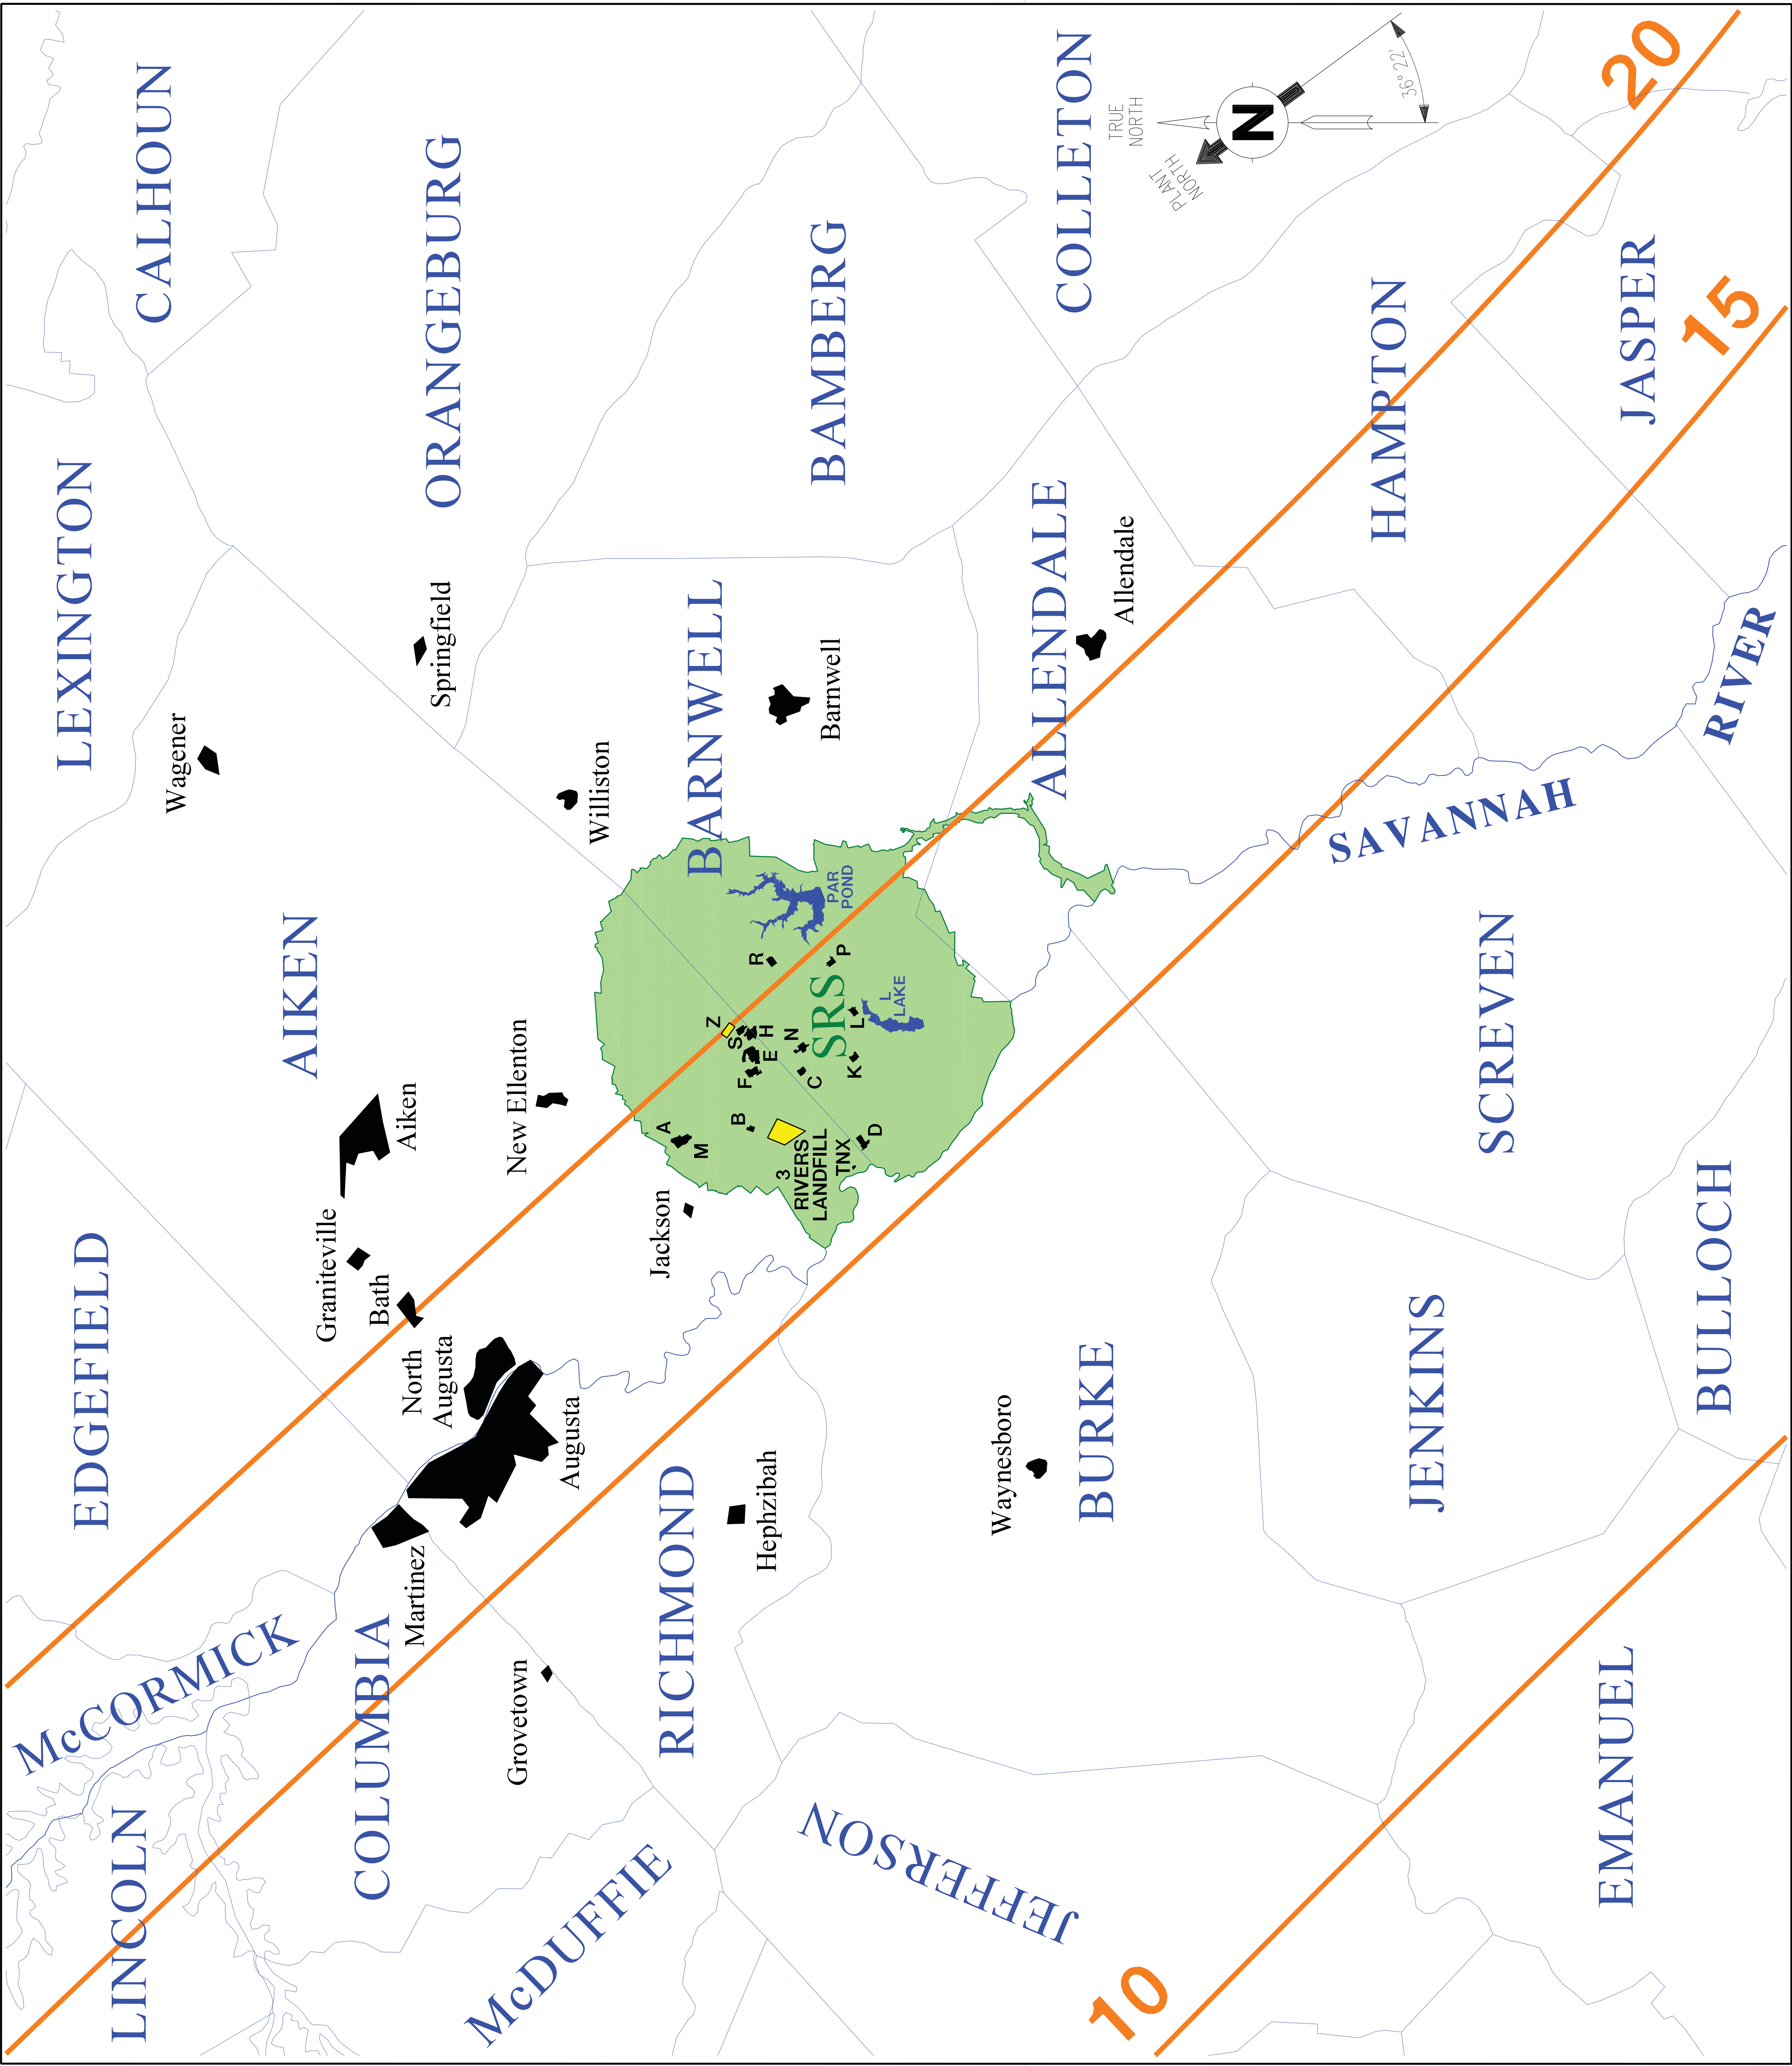 CALHOUN
LEXINGTON
EDGEFIELD
McCORMICK
LINCOLN
ORANGEBURG
AIKEN
COLUMBIA
McDUFFIE
RICHMOND
JEFFERSON
BARNWELL
BAMBERG
COLLETON
ALLENDALE
HAMPTON
JASPER
BURKE
SCREVEN
JENKINS
BULLOCH
EMANUEL
SAVANNAH
RIVER
Wagener
Springfield
Williston
Barnwell
Allendale
Aiken
New Ellenton
Jackson
Graniteville
Bath
North
Augusta
Augusta
Martinez
Grovetown
Hephzibah
Waynesboro
SRS
PAR
POND
L
LAKE
A
M
B
3
RIVERS
LANDFILL
TNX
D
F
E
S
H
Z
N
C
K
L
R
P
10
15
20
TRUE
NORTH
PLANT
NORTH
N
36° 22'